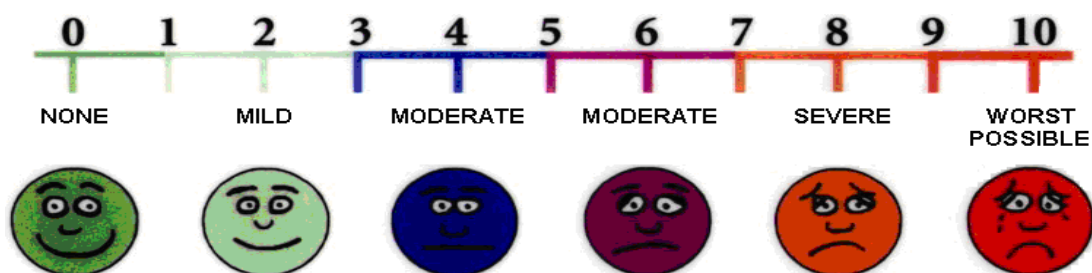 0 1 2 3 4 5 6 7 8 9 10
NONE MILD MODERATE MODERATE SEVERE WORST
POSSIBLE